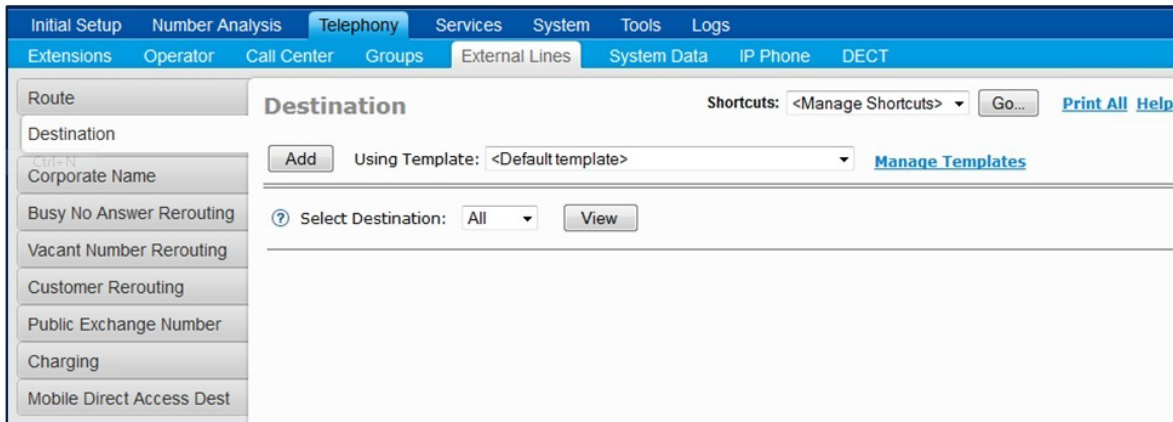 Initial Setup Number Analysis Telephony Services System Tools Logs
Extensions Operator Call Center Groups External Lines System Data IP Phone DECT
Route
Destination
Ctrl+N
Corporate Name
Busy No Answer Rerouting
Vacant Number Rerouting
Customer Rerouting
Public Exchange Number
Charging
Mobile Direct Access Dest
Destination Shortcuts: <Manage Shortcuts> Go... Print All Help
Add Using Template: <Default template> Manage Templates
? Select Destination: All View